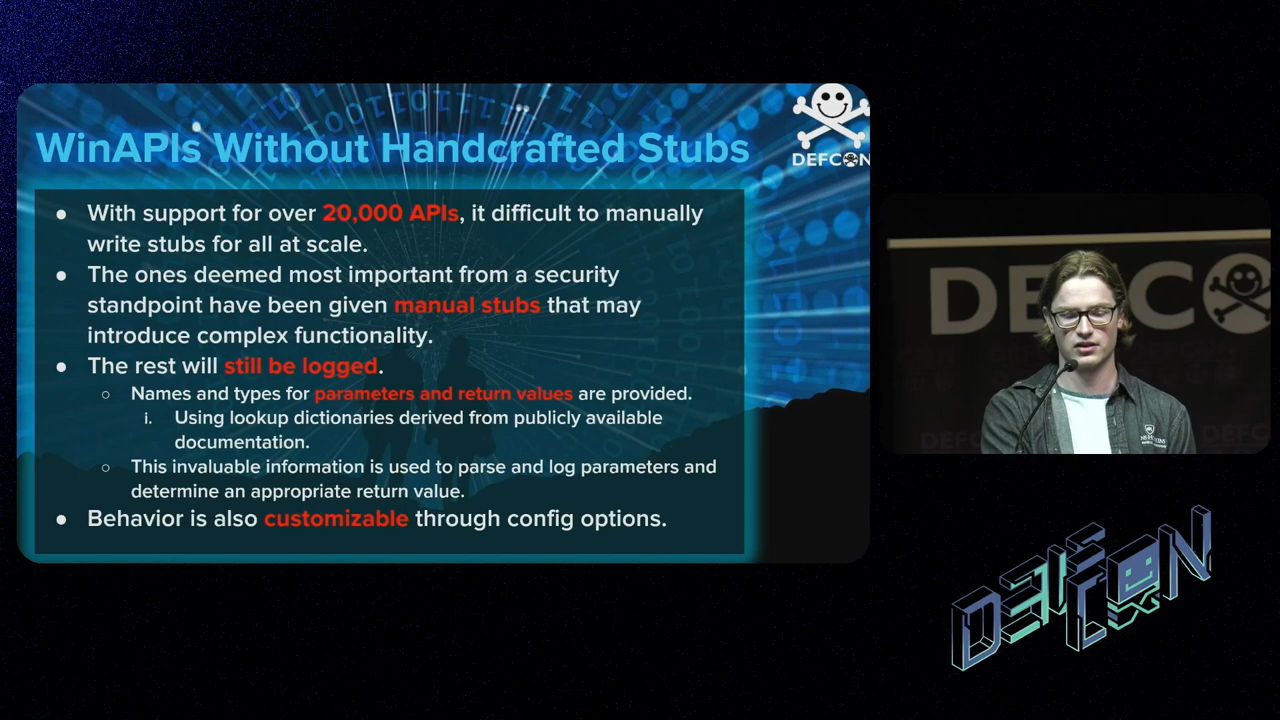 WinAPIs Without Handcrafted Stubs
DEFCON
● With support for over 20,000 APIs, it difficult to manually
write stubs for all at scale.
● The ones deemed most important from a security
standpoint have been given manual stubs that may
introduce complex functionality.
● The rest will still be logged.
○ Names and types for parameters and return values are provided.
i. Using lookup dictionaries derived from publicly available
documentation.
○ This invaluable information is used to parse and log parameters and
determine an appropriate return value.
● Behavior is also customizable through config options.
DEFC
DEFC
DEFCON
DEF CON